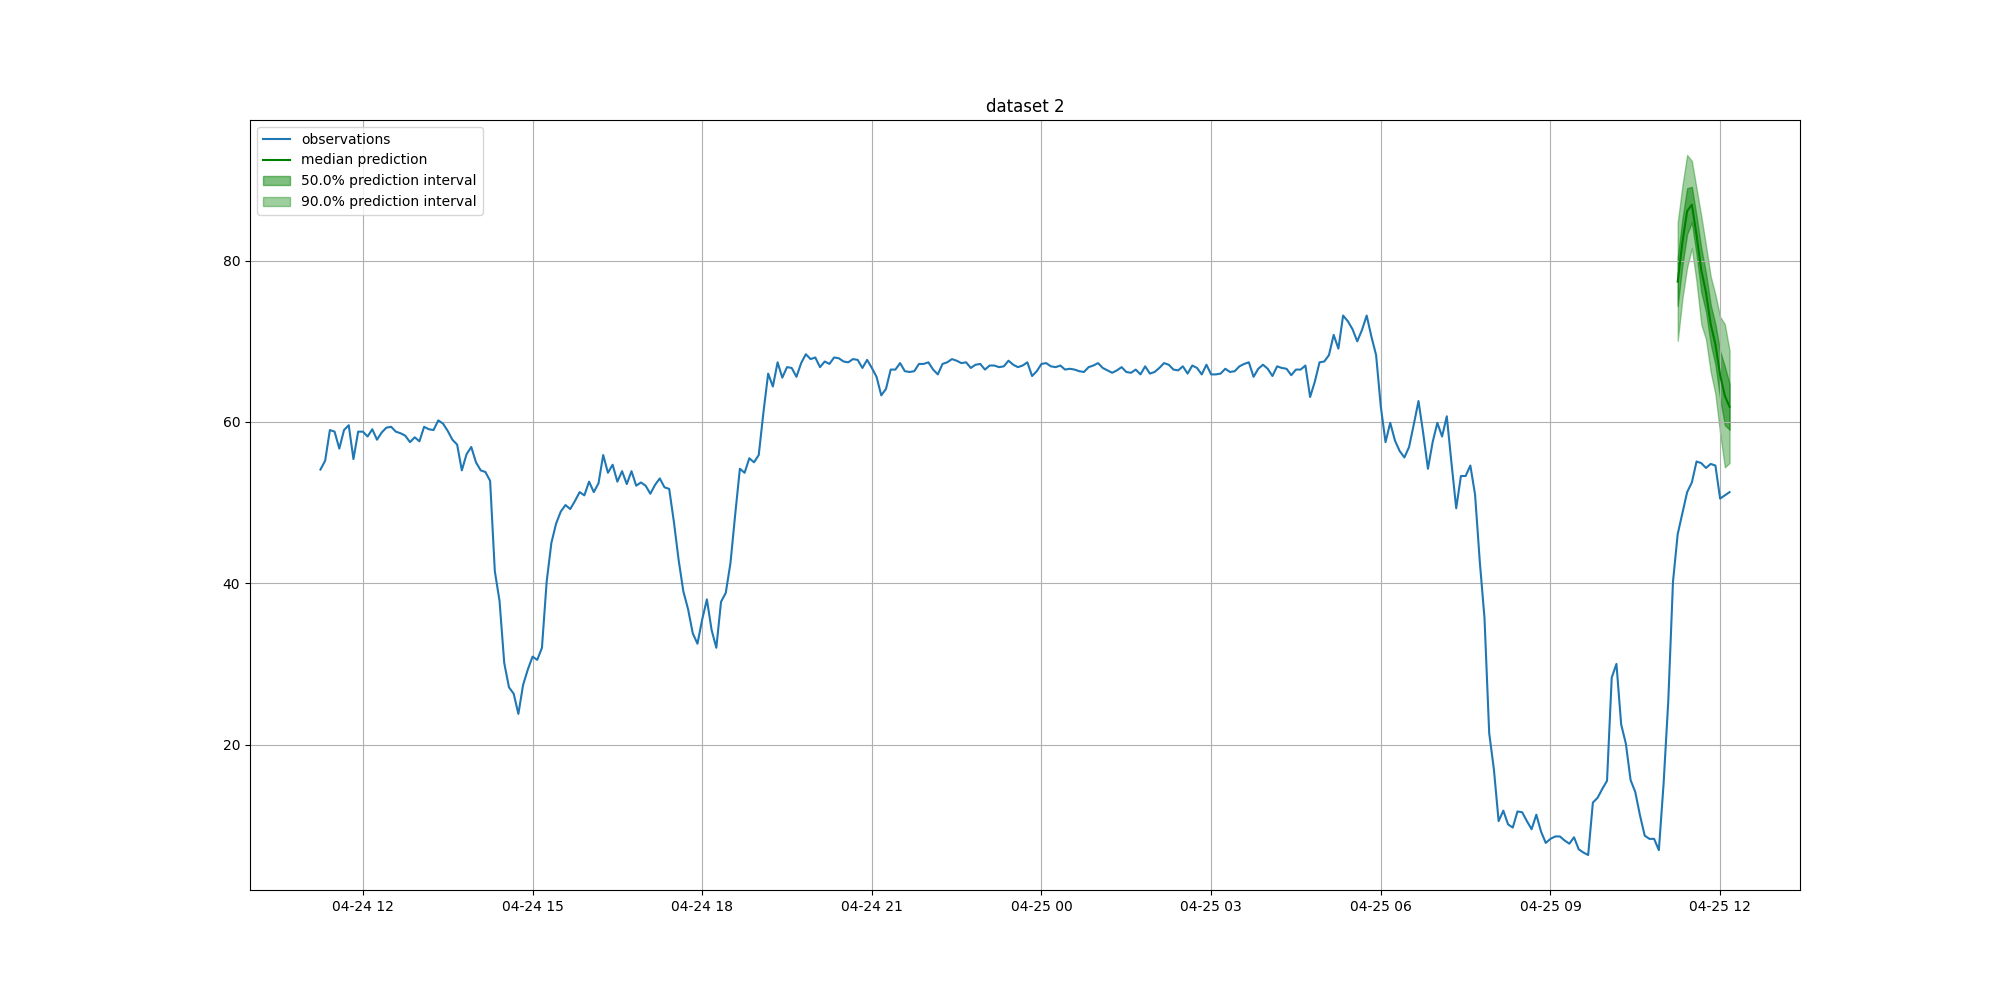 dataset 2
observations
median prediction
50.0% prediction interval
90.0% prediction interval
80
60
40
20
04-24 12
04-24 15
04-24 18
04-24 21
04-25 00
04-25 03
04-25 06
04-25 09
04-25 12